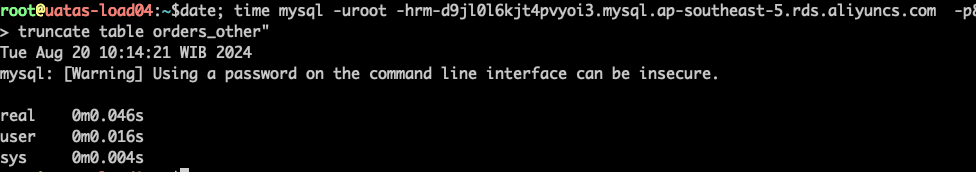 root@uatas-load04:~$date; time mysql -uroot -hrm-d9jl0l6kjt4pvyoi3.mysql.ap-southeast-5.rds.aliyuncs.com  -p8
> truncate table orders_other"
Tue Aug 20 10:14:21 WIB 2024
mysql: [Warning] Using a password on the command line interface can be insecure.
real    0m0.046s
user    0m0.016s
sys     0m0.004s